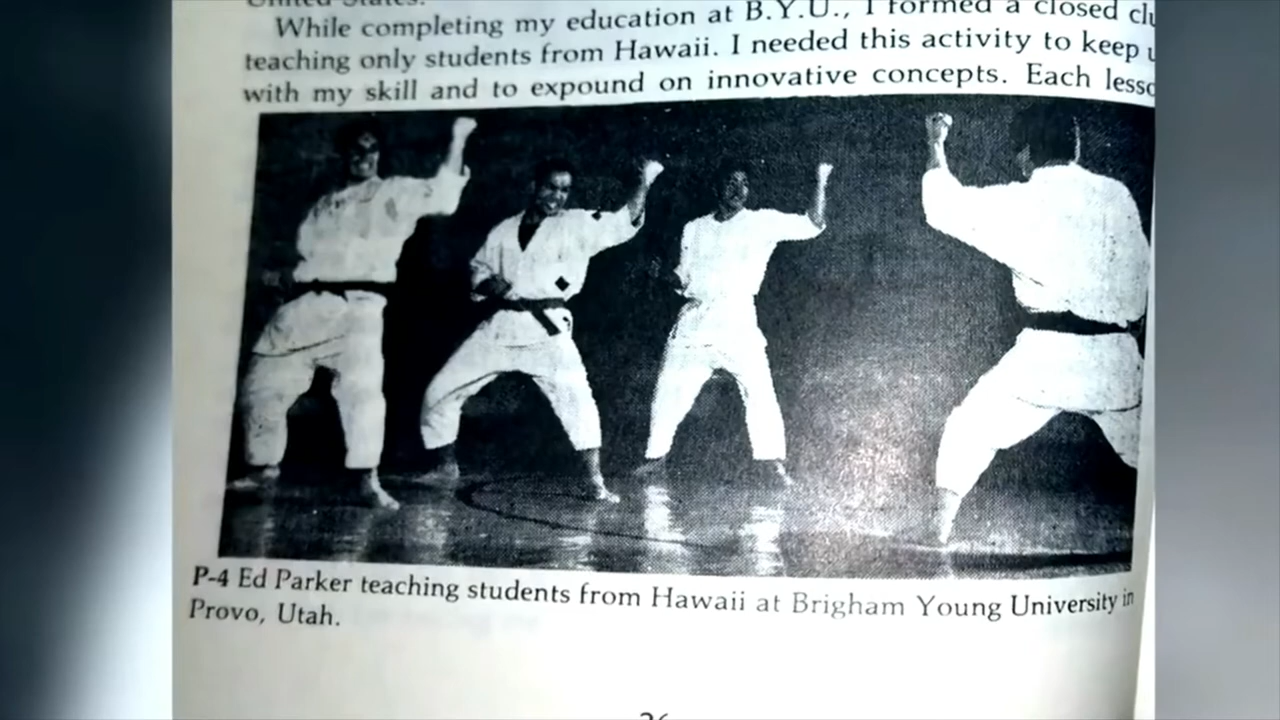 United States.
While completing my education at B.Y.U., I formed a closed
teaching only students from Hawaii. I needed this activity to keep
with my skill and to expound on innovative concepts. Each
P-4 Ed Parker teaching students from Hawaii at Brigham Young University in
Provo, Utah.